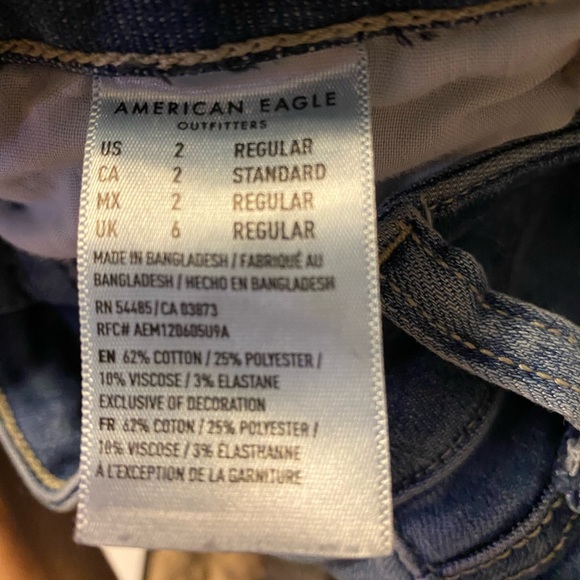 AMERICAN EAGLE
OUTFITTERS
US 2 REGULAR
CA 2 STANDARD
MX 2 REGULAR
UK 6 REGULAR
MADE IN BANGLADESH / FABRIQUÉ AU
BANGLADESH / HECHO EN BANGLADESH
RN 54485 / CA 03873
RFC# AEM120605U9A
EN 62% COTTON / 25% POLYESTER /
10% VISCOSE / 3% ELASTANE
EXCLUSIVE OF DECORATION
FR 62% COTON / 25% POLYESTER /
10% VISCOSE / 3% ÉLASTHANNE
À L'EXCEPTION DE LA GARNITURE